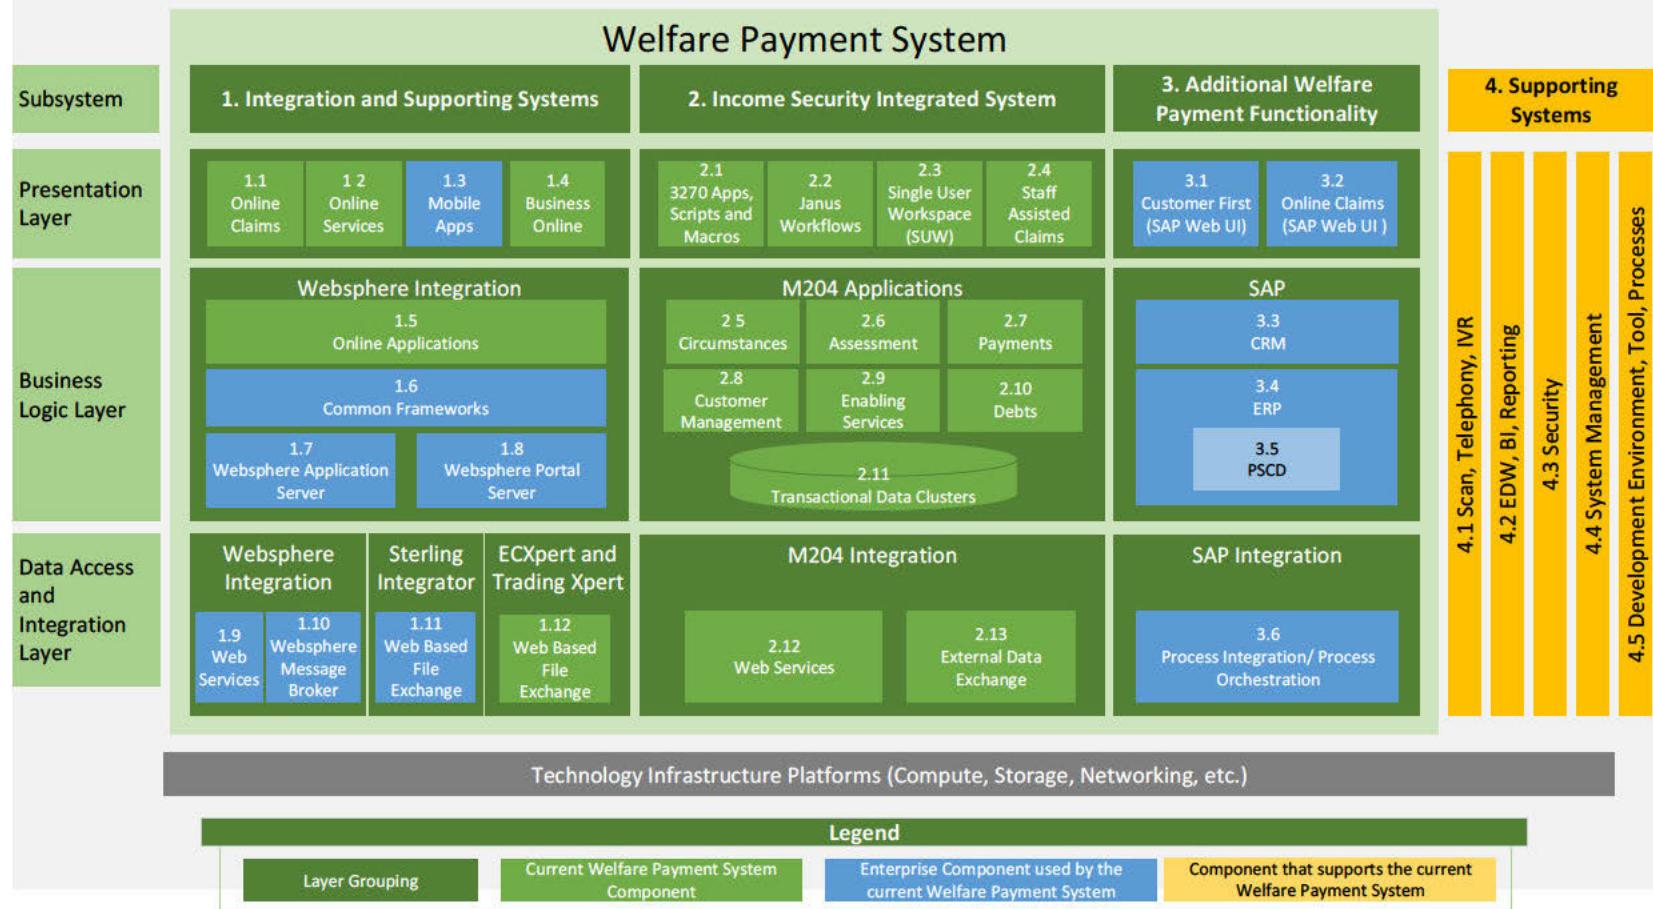 Welfare Payment System
Subsystem
1. Integration and Supporting Systems
2. Income Security Integrated System
3. Additional Welfare
Payment Functionality
4. Supporting
Systems
Presentation
Layer
1.1
Online
Claims
1 2
Online
Services
1.3
Mobile
Apps
1.4
Business
Online
2.1
3270 Apps,
Scripts and
Macros
2.2
Janus
Workflows
2.3
Single User
Workspace
(SUW)
2.4
Staff
Assisted
Claims
3.1
Customer First
(SAP Web UI)
3.2
Online Claims
(SAP Web UI )
Business
Logic Layer
Websphere Integration
1.5
Online Applications
1.6
Common Frameworks
1.7
Websphere Application
Server
1.8
Websphere Portal
Server
M204 Applications
2 5
Circumstances
2.6
Assessment
2.7
Payments
2.8
Customer
Management
2.9
Enabling
Services
2.10
Debts
2.11
Transactional Data Clusters
SAP
3.3
CRM
3.4
ERP
3.5
PSCD
Data Access
and
Integration
Layer
Websphere
Integration
1.9
Web
Services
1.10
Websphere
Message
Broker
Sterling
Integrator
1.11
Web Based
File
Exchange
ECXpert and
Trading Xpert
1.12
Web Based
File
Exchange
M204 Integration
2.12
Web Services
2.13
External Data
Exchange
SAP Integration
3.6
Process Integration/ Process
Orchestration
4.1 Scan, Telephony, IVR
4.2 EDW, BI, Reporting
4.3 Security
4.4 System Management
4.5 Development Environment, Tool, Processes
Technology Infrastructure Platforms (Compute, Storage, Networking, etc.)
Legend
Layer Grouping
Current Welfare Payment System
Component
Enterprise Component used by the
current Welfare Payment System
Component that supports the current
Welfare Payment System